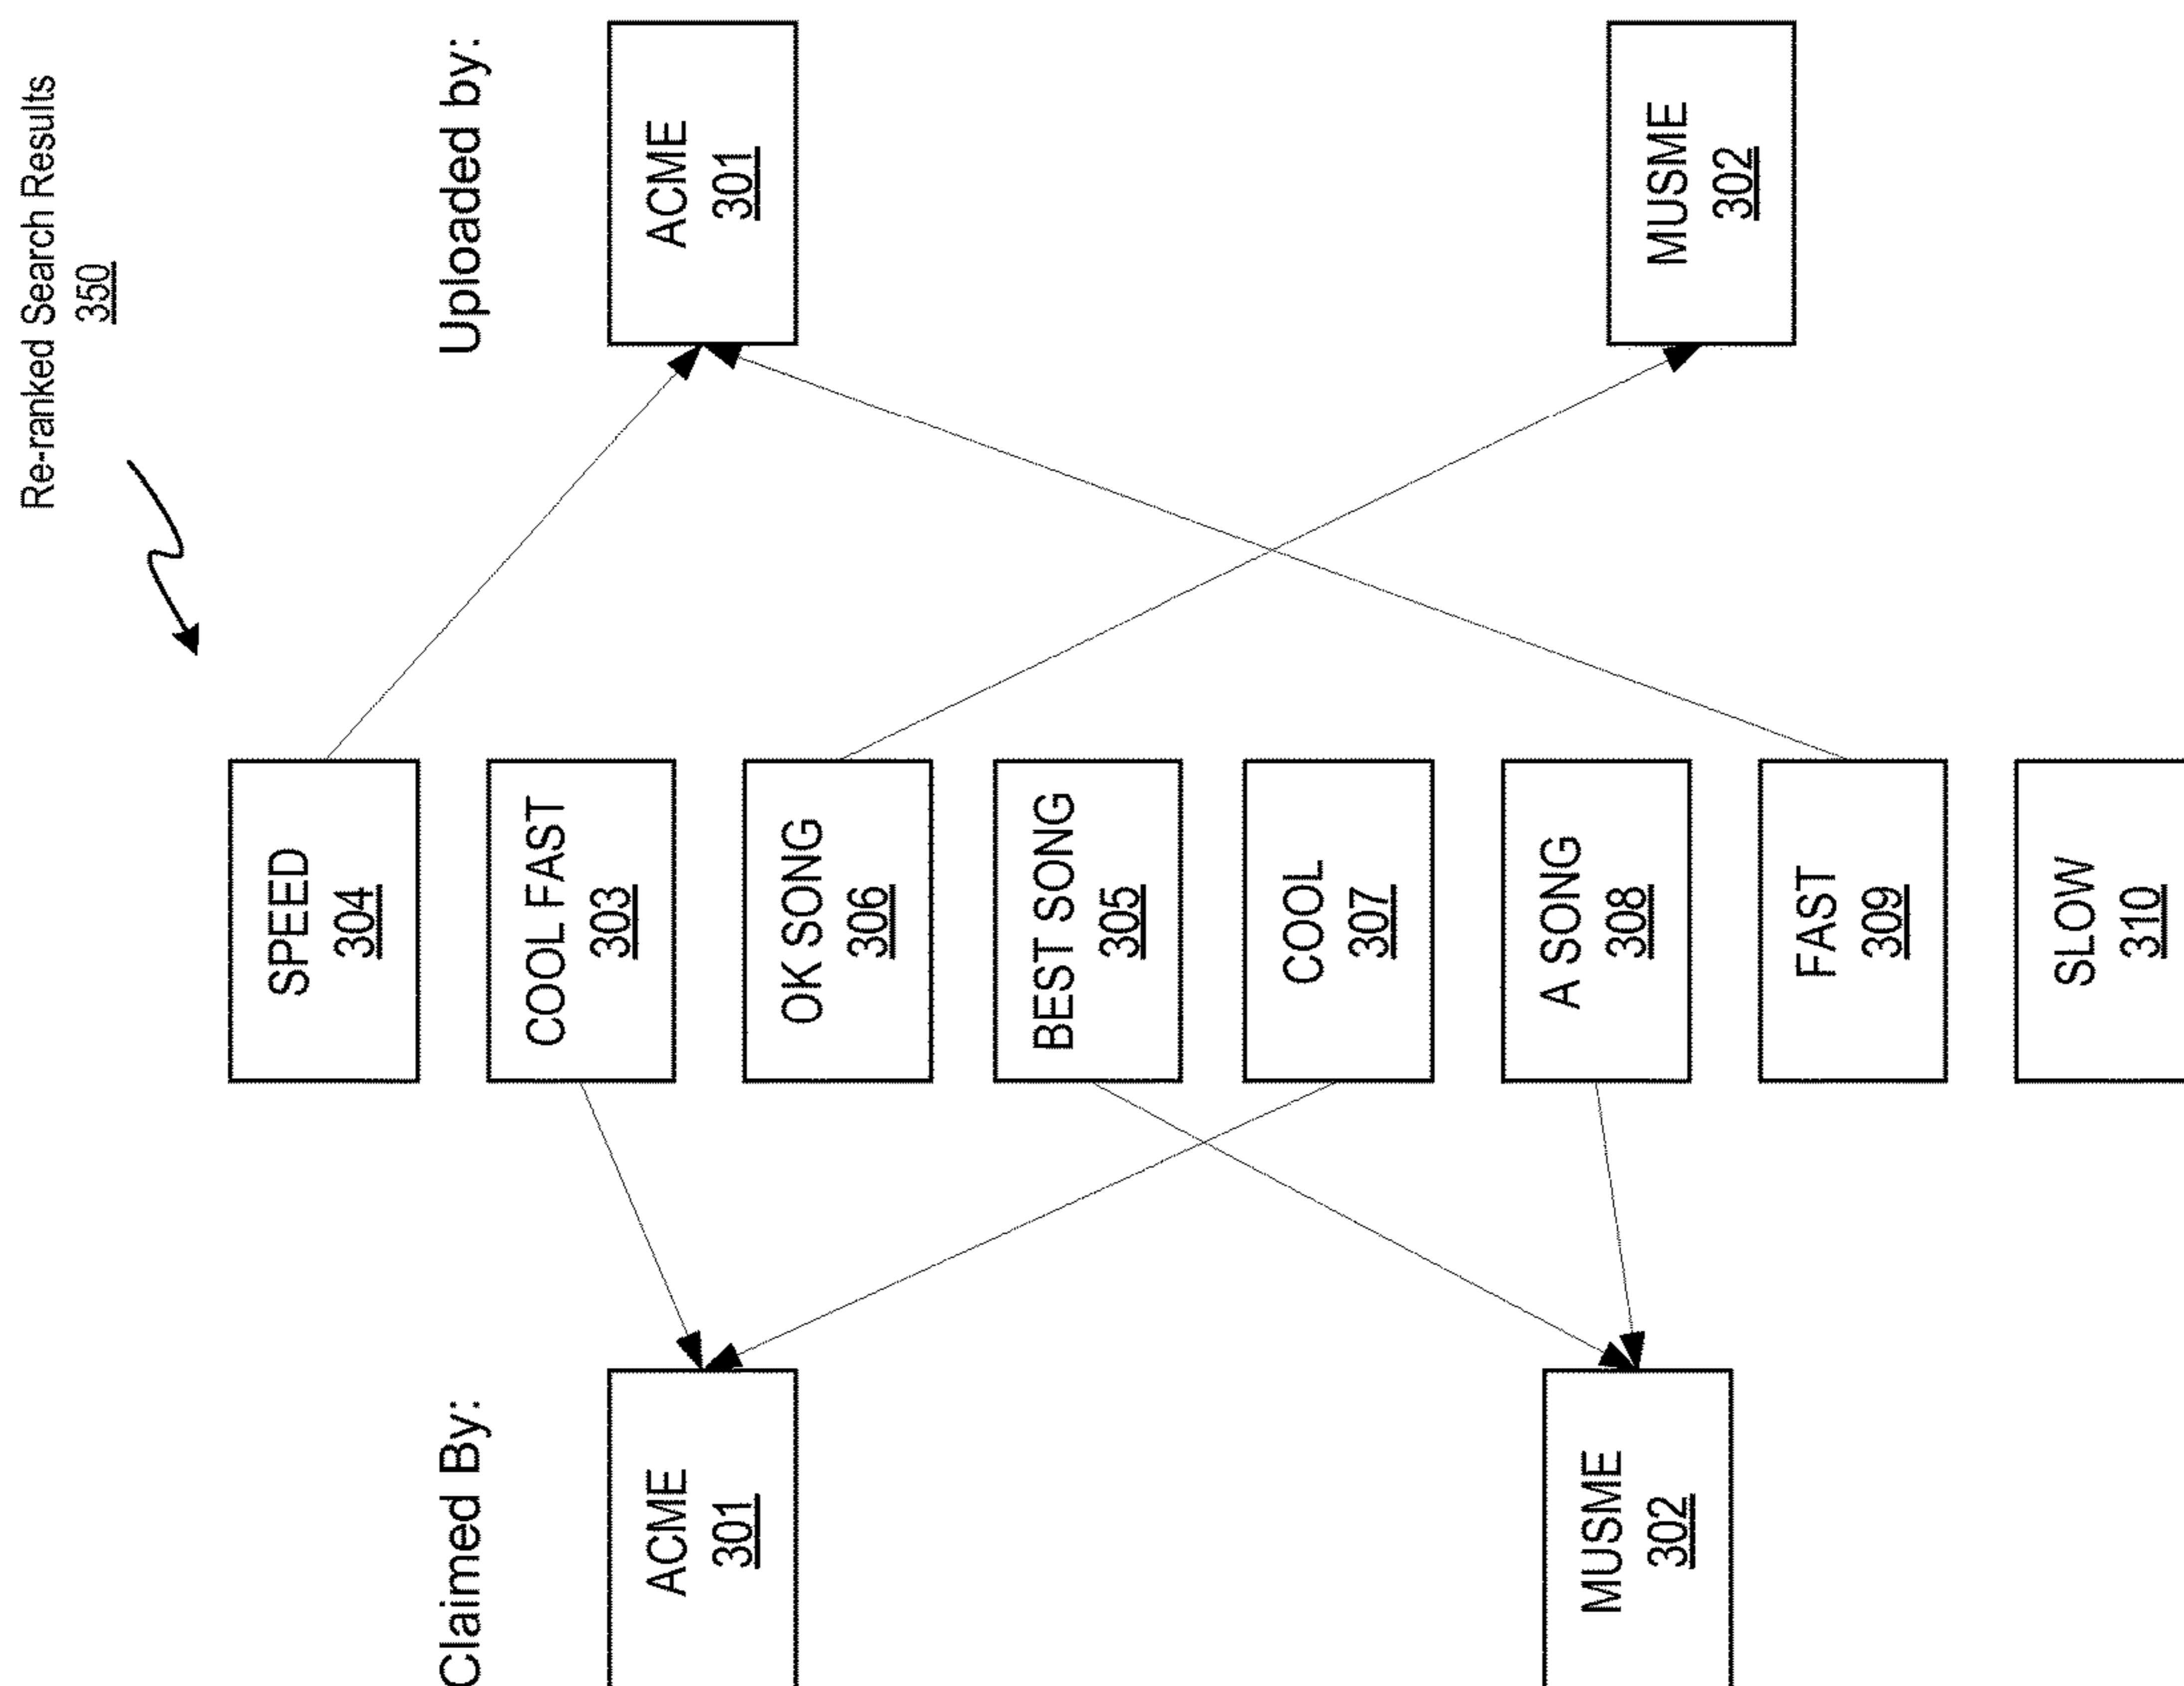 Re-ranked Search Results
350
Claimed By:
Uploaded by:
SPEED
304
COOL FAST
303
ACME
301
ACME
301
OK SONG
306
BEST SONG
305
COOL
307
A SONG
308
MUSME
302
MUSME
302
FAST
309
SLOW
310